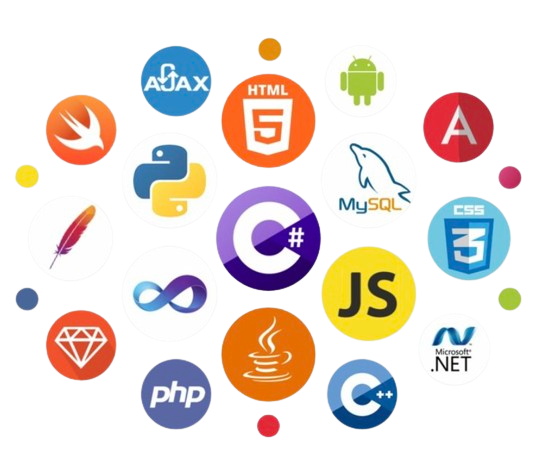 AJAX
HTML
5
A
MySQL
C#
CSS
3
JS
Microsoft®
.NET
php
C++